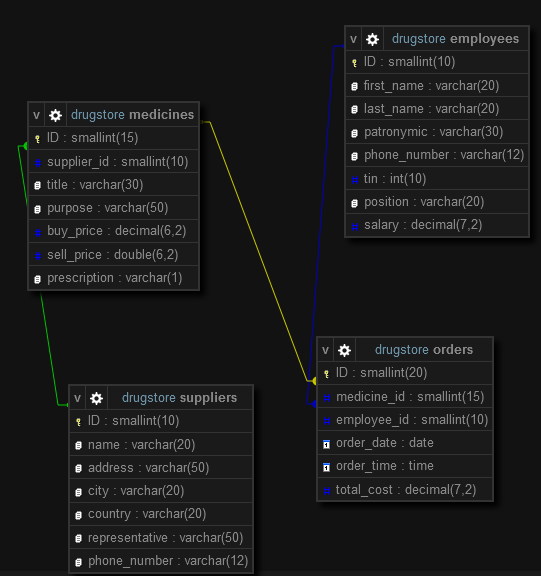 v drugstore employees
ID : smallint(10)
first_name : varchar(20)
last_name : varchar(20)
patronymic : varchar(30)
phone_number : varchar(12)
tin : int(10)
position : varchar(20)
salary : decimal(7,2)
v drugstore medicines
ID : smallint(15)
supplier_id : smallint(10)
title : varchar(30)
purpose : varchar(50)
buy_price : decimal(6,2)
sell_price : double(6,2)
prescription : varchar(1)
v drugstore orders
ID : smallint(20)
medicine_id : smallint(15)
employee_id : smallint(10)
order_date : date
order_time : time
total_cost : decimal(7,2)
v drugstore suppliers
ID : smallint(10)
name : varchar(20)
address : varchar(50)
city : varchar(20)
country : varchar(20)
representative : varchar(50)
phone_number : varchar(12)